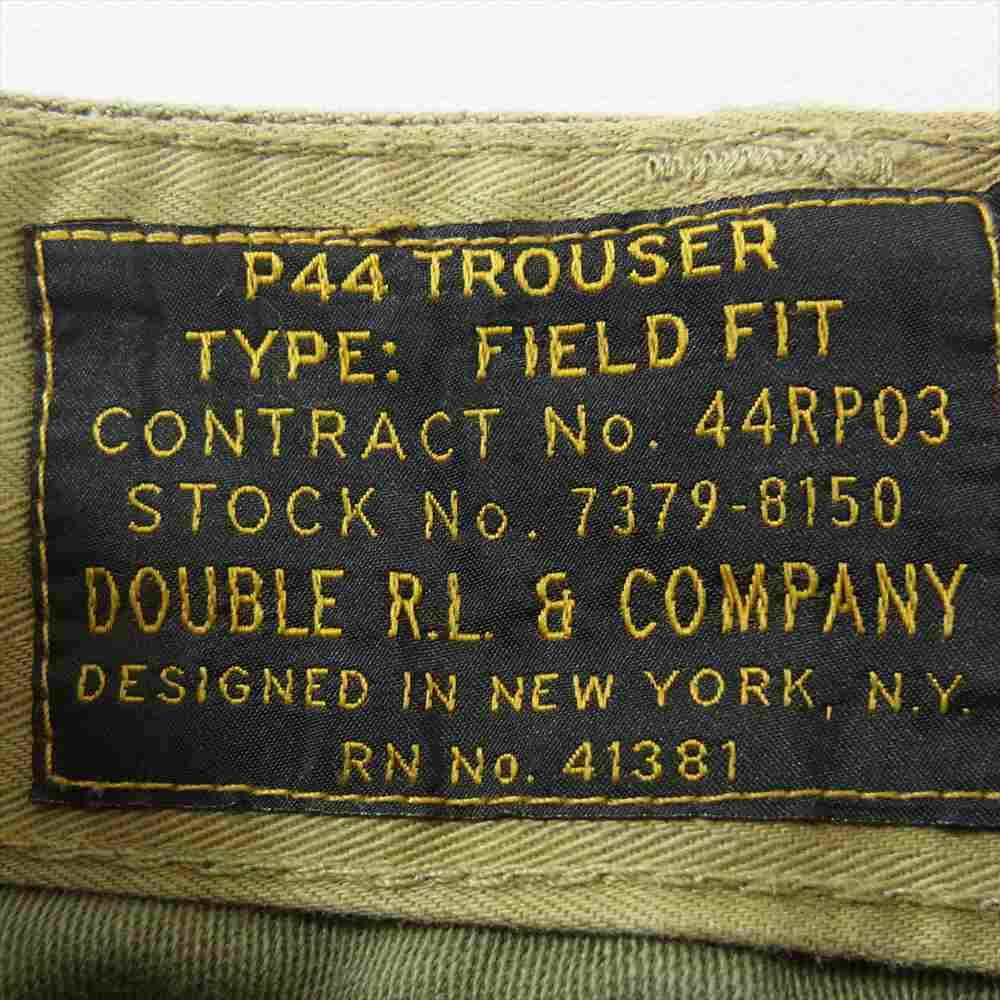 P44 TROUSER
TYPE: FIELD FIT
CONTRACT No. 44RP03
STOCK No. 7379-8150
DOUBLE R.L. & COMPANY
DESIGNED IN NEW YORK, N.Y.
RN No. 41381